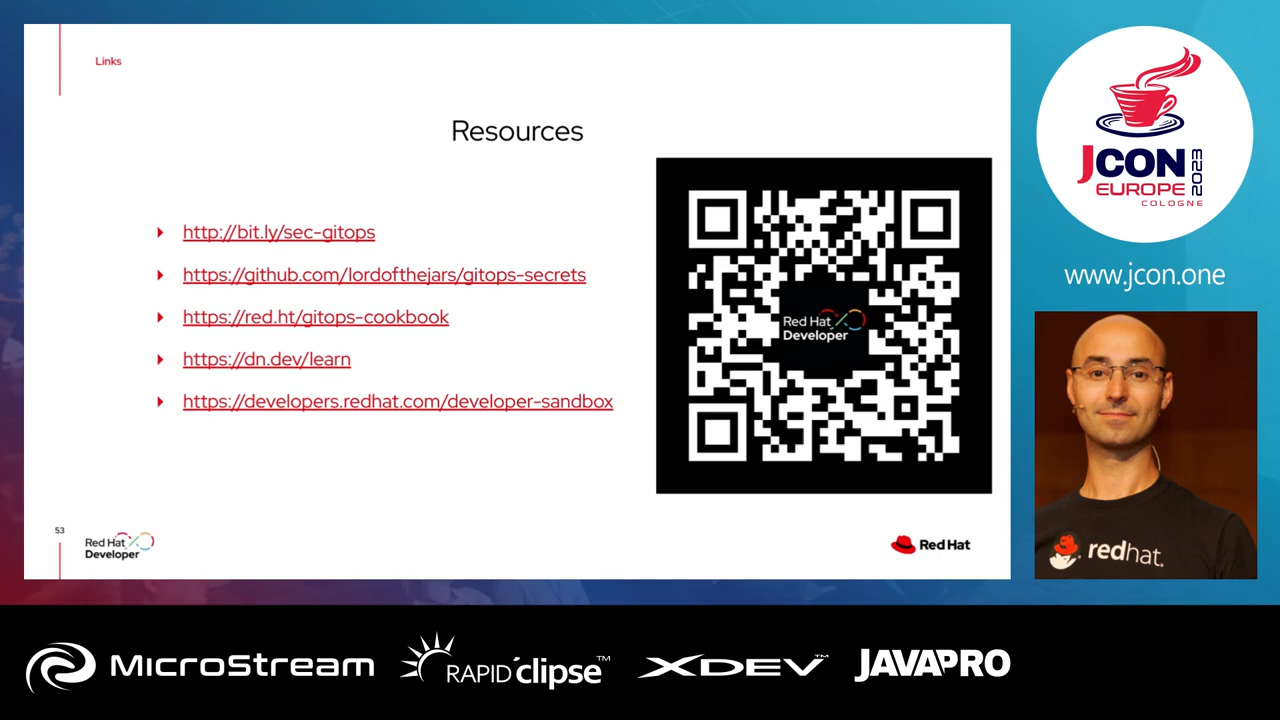 Links
Resources
http://bit.ly/sec-gitops
https://github.com/lordofthejars/gitops-secrets
https://red.ht/gitops-cookbook
https://dn.dev/learn
https://developers.redhat.com/developer-sandbox
Red Hat
Developer
53
Red Hat
Developer
Red Hat
JCON
EUROPE
COLOGNE
2023
www.jcon.one
redhat.
MICROSTREAM
RAPID'clipse™
XDEV™
JAVAPRO